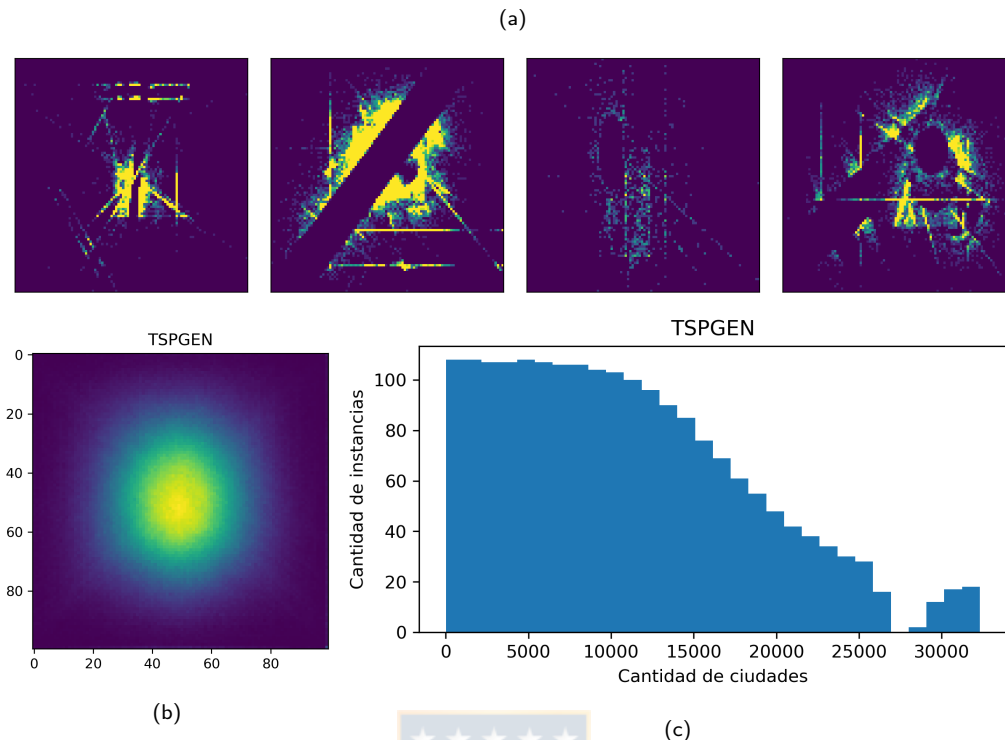 (a)
TSPGEN
0
20
40
60
80
0 20 40 60 80
(b)
TSPGEN
Cantidad de instancias
100
80
60
40
20
0
0 5000 10000 15000 20000 25000 30000
Cantidad de ciudades
(c)